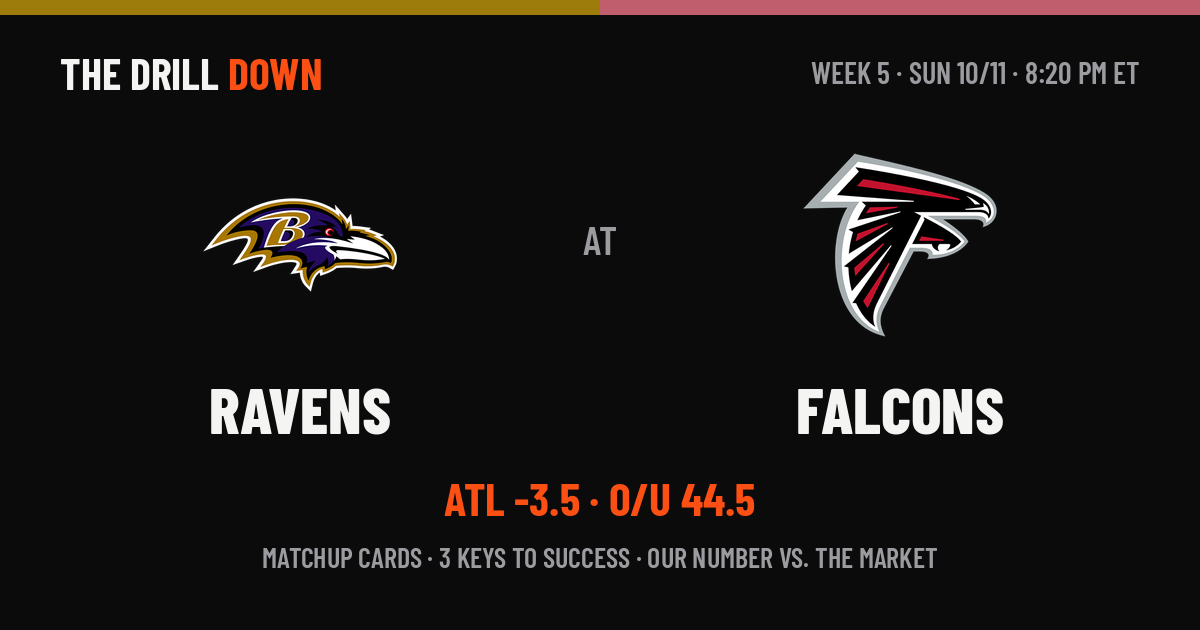 THE DRILL DOWN
WEEK 5 · SUN 10/11 · 8:20 PM ET
B
AT
RAVENS
FALCONS
ATL -3.5 · O/U 44.5
MATCHUP CARDS · 3 KEYS TO SUCCESS · OUR NUMBER VS. THE MARKET